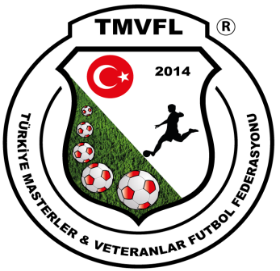 TMVFL ®
2014
TÜRKİYE MASTERLER & VETERANLAR FUTBOL FEDERASYONU